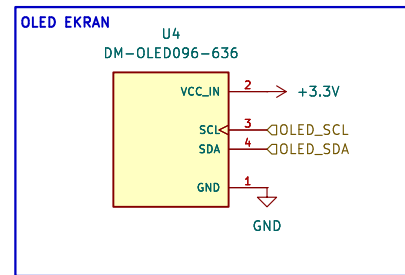 OLED EKRAN
U4
DM-OLED096-636
VCC_IN 2 +3.3V
SCL 3 OLED_SCL
SDA 4 OLED_SDA
GND 1
GND